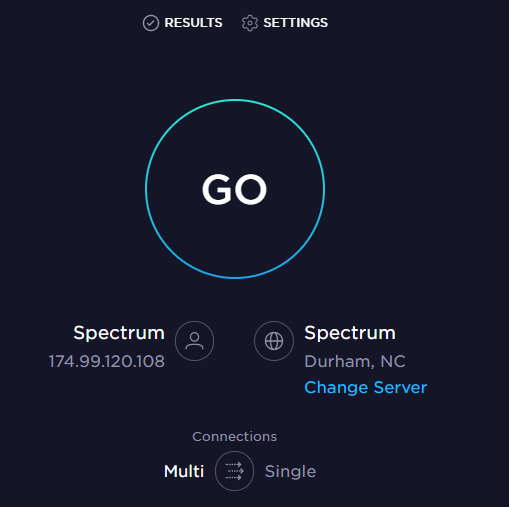 RESULTS SETTINGS
GO
Spectrum
174.99.120.108
Spectrum
Durham, NC
Change Server
Connections
Multi Single